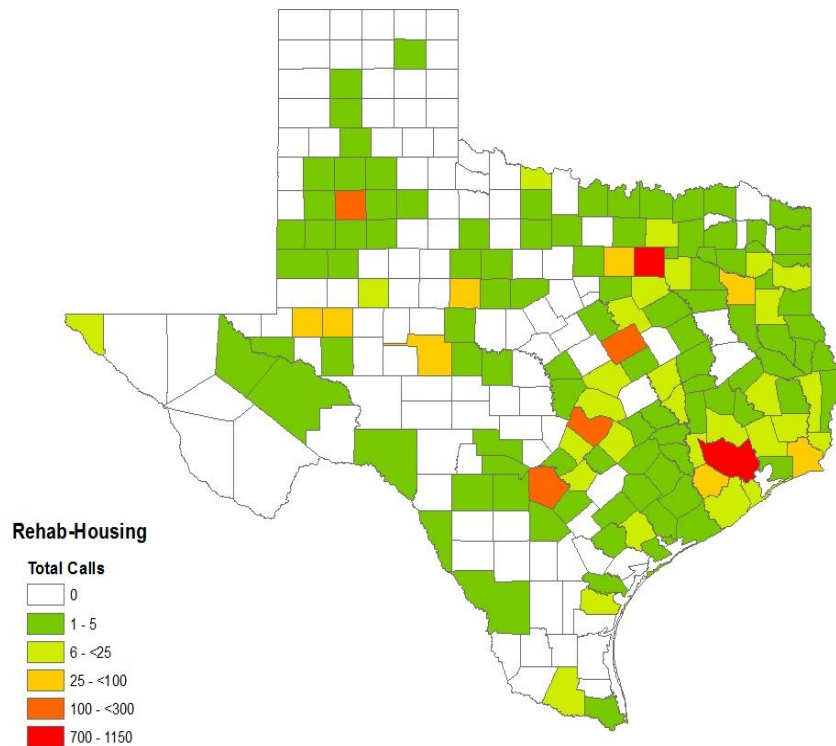 Rehab-Housing
Total Calls
0
1 - 5
6 - <25
25 - <100
100 - <300
700 - 1150